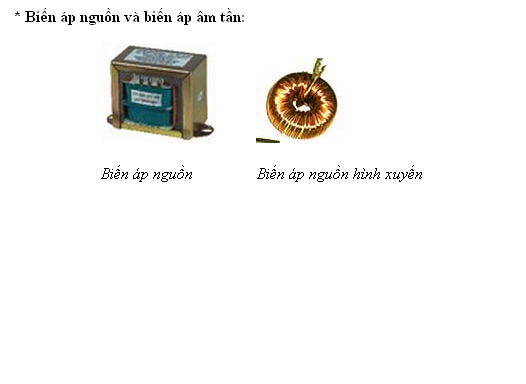 * Biến áp nguồn và biến áp âm tần:
Biến áp nguồn
Biến áp nguồn hình xuyến